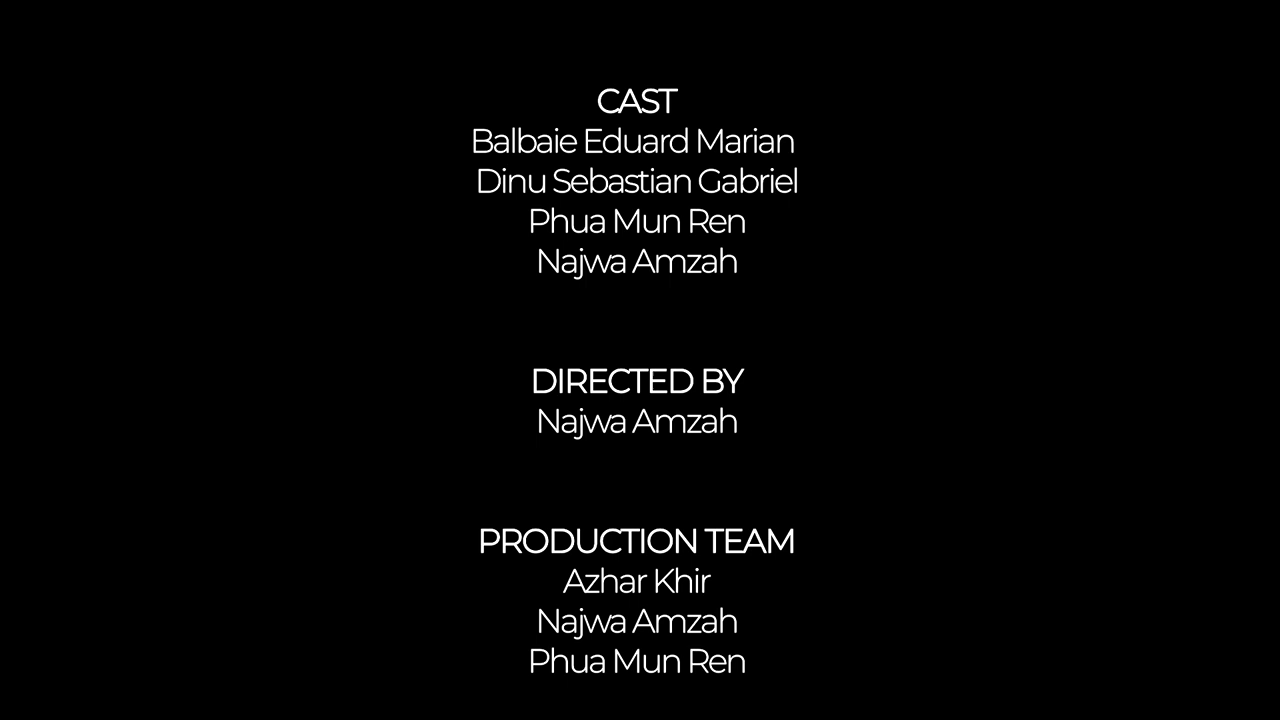 CAST
Balbaie Eduard Marian
Dinu Sebastian Gabriel
Phua Mun Ren
Najwa Amzah
DIRECTED BY
Najwa Amzah
PRODUCTION TEAM
Azhar Khir
Najwa Amzah
Phua Mun Ren